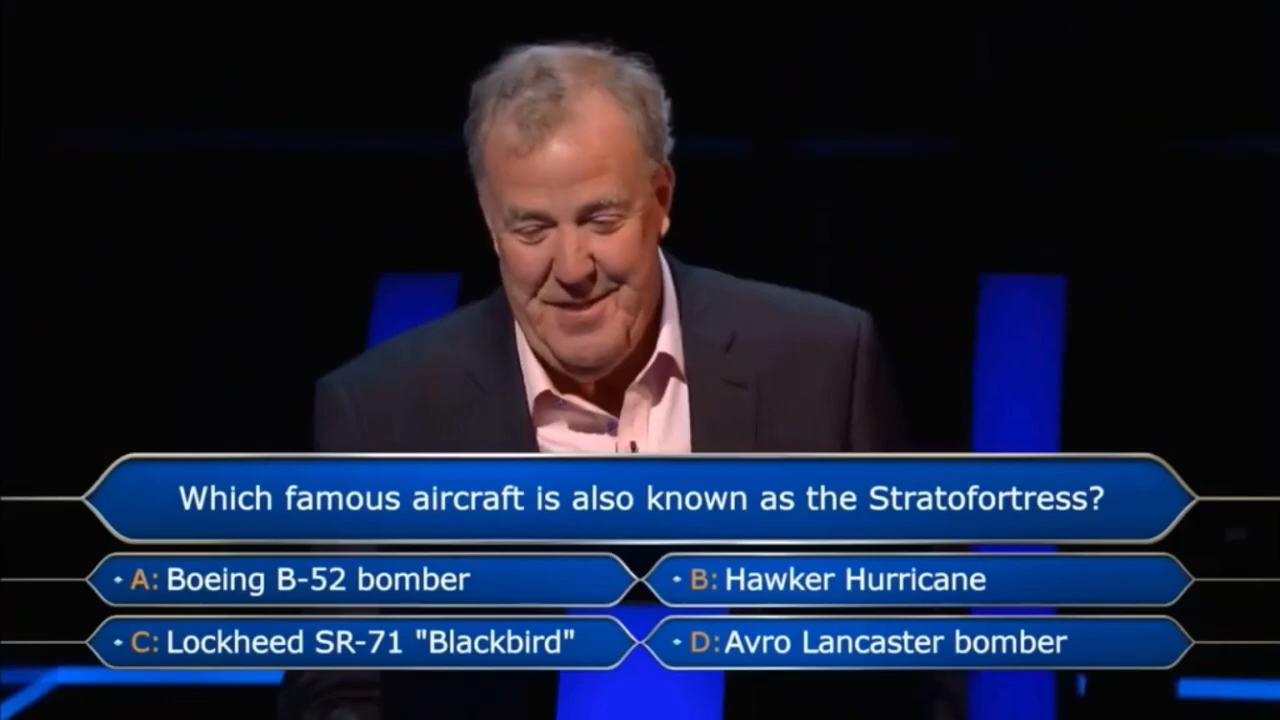 Which famous aircraft is also known as the Stratofortress?
A: Boeing B-52 bomber
B: Hawker Hurricane
C: Lockheed SR-71 "Blackbird"
D: Avro Lancaster bomber